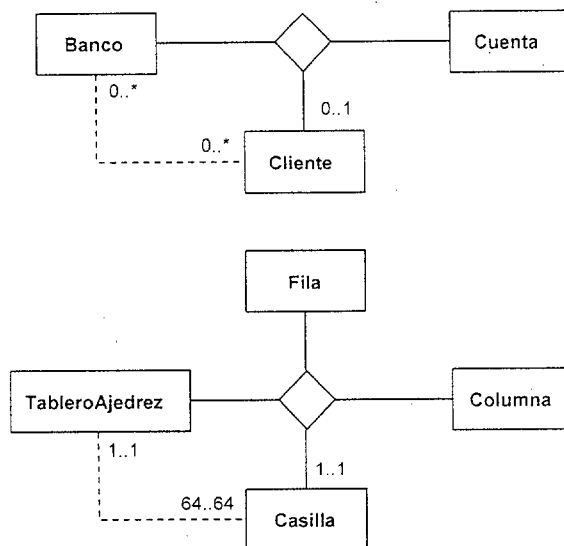 Banco
Cuenta
0..*
0..1
0..*
Cliente
Fila
TableroAjedrez
Columna
1..1
1..1
64..64
Casilla